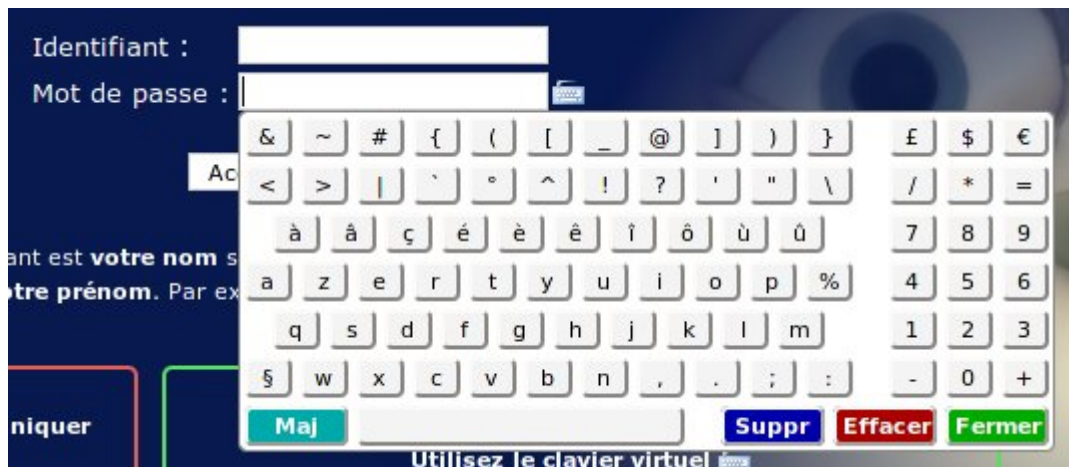 Identifiant :
Mot de passe :
& ~ # { ( [ _ @ ] ) } £ $ €
Ac
< > | ` ° ^ ! ? ' " \ / * =
à â ç é è ê î ô ù û 7 8 9
ant est votre nom s
a z e r t y u i o p % 4 5 6
otre prénom. Par ex
q s d f g h j k l m 1 2 3
§ w x c v b n , . ; : - 0 +
niquer
Maj Suppr Effacer Fermer
Utilisez le clavier virtuel